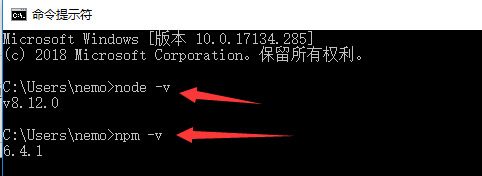 命令提示符
Microsoft Windows [版本 10.0.17134.285]
(c) 2018 Microsoft Corporation。保留所有权利。
C:\Users\nemo>node -v
v8.12.0
C:\Users\nemo>npm -v
6.4.1